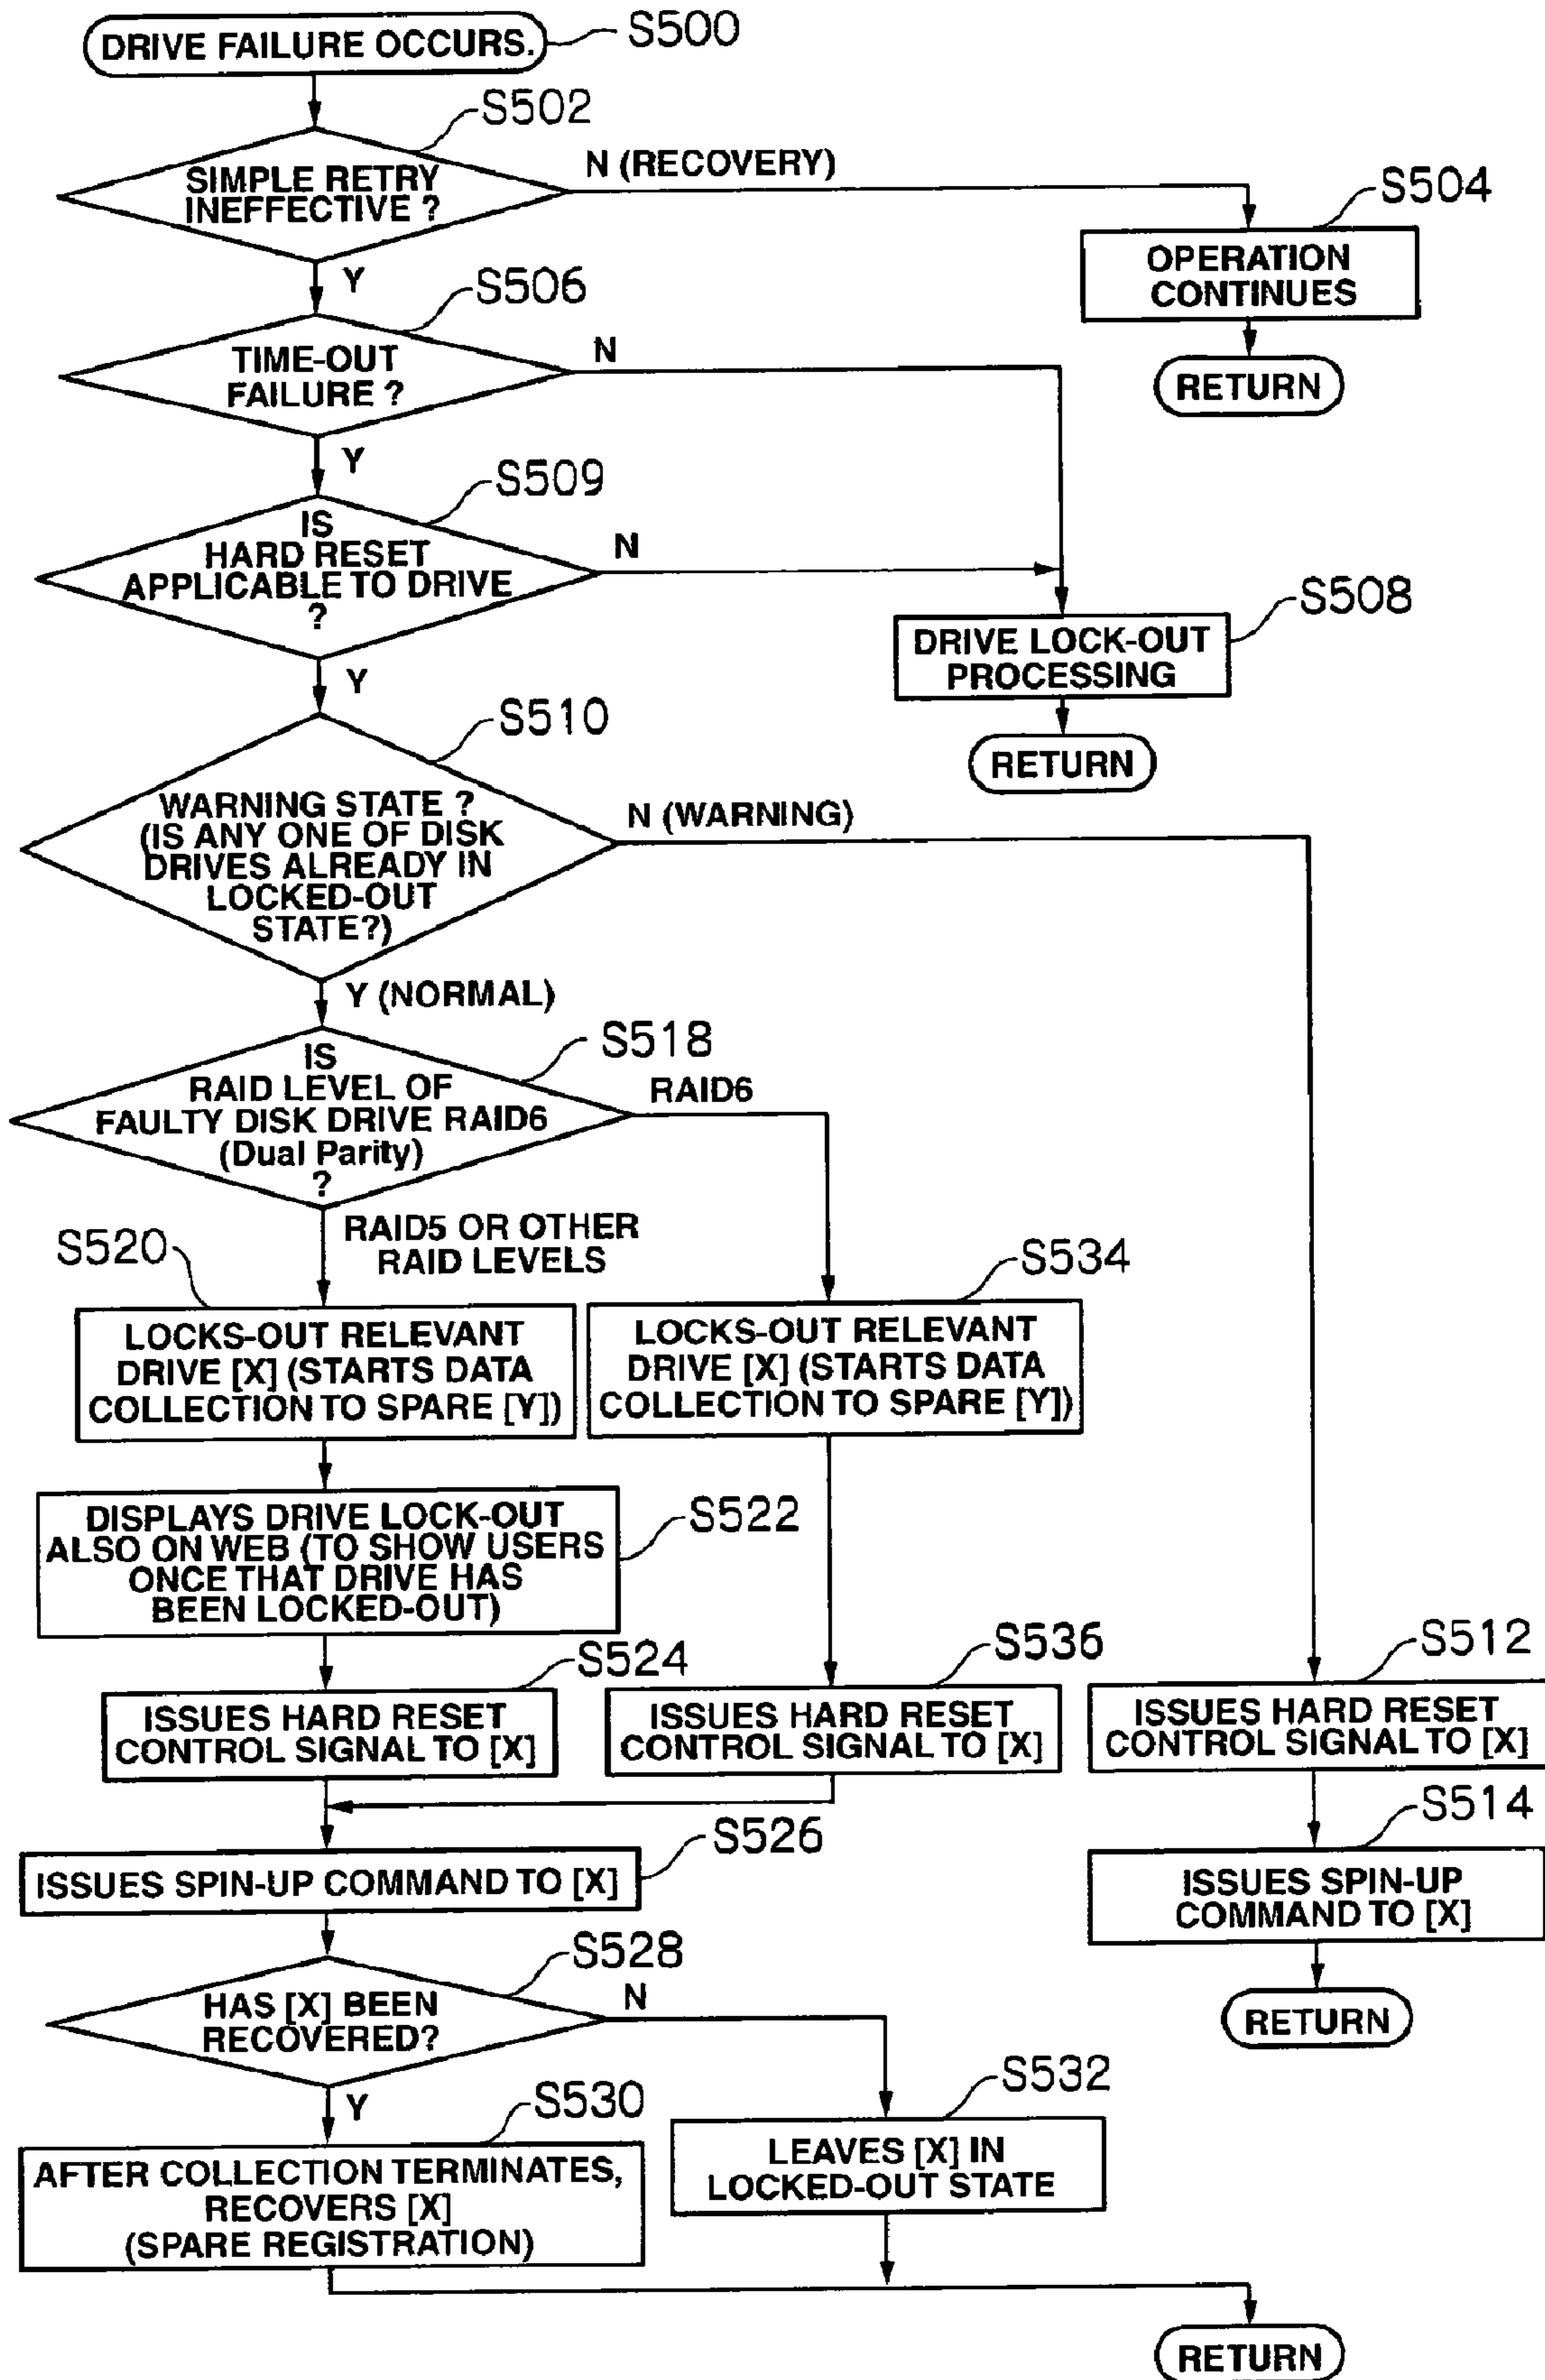 DRIVE FAILURE OCCURS.
S500
S502
SIMPLE RETRY
INEFFECTIVE ?
N (RECOVERY)
S504
OPERATION
CONTINUES
RETURN
Y
S506
TIME-OUT
FAILURE ?
N
Y
S509
IS
HARD RESET
APPLICABLE TO DRIVE
?
N
S508
DRIVE LOCK-OUT
PROCESSING
RETURN
Y
S510
WARNING STATE ?
(IS ANY ONE OF DISK
DRIVES ALREADY IN
LOCKED-OUT
STATE?)
N (WARNING)
Y (NORMAL)
S518
IS
RAID LEVEL OF
FAULTY DISK DRIVE RAID6
(Dual Parity)
?
RAID6
RAID5 OR OTHER
RAID LEVELS
S520
LOCKS-OUT RELEVANT
DRIVE [X] (STARTS DATA
COLLECTION TO SPARE [Y])
S534
LOCKS-OUT RELEVANT
DRIVE [X] (STARTS DATA
COLLECTION TO SPARE [Y])
DISPLAYS DRIVE LOCK-OUT
ALSO ON WEB (TO SHOW USERS
ONCE THAT DRIVE HAS
BEEN LOCKED-OUT)
S522
S524
ISSUES HARD RESET
CONTROL SIGNAL TO [X]
S536
ISSUES HARD RESET
CONTROL SIGNAL TO [X]
S512
ISSUES HARD RESET
CONTROL SIGNAL TO [X]
S526
ISSUES SPIN-UP COMMAND TO [X]
S514
ISSUES SPIN-UP
COMMAND TO [X]
RETURN
S528
HAS [X] BEEN
RECOVERED?
N
Y
S530
AFTER COLLECTION TERMINATES,
RECOVERS [X]
(SPARE REGISTRATION)
S532
LEAVES [X] IN
LOCKED-OUT STATE
RETURN